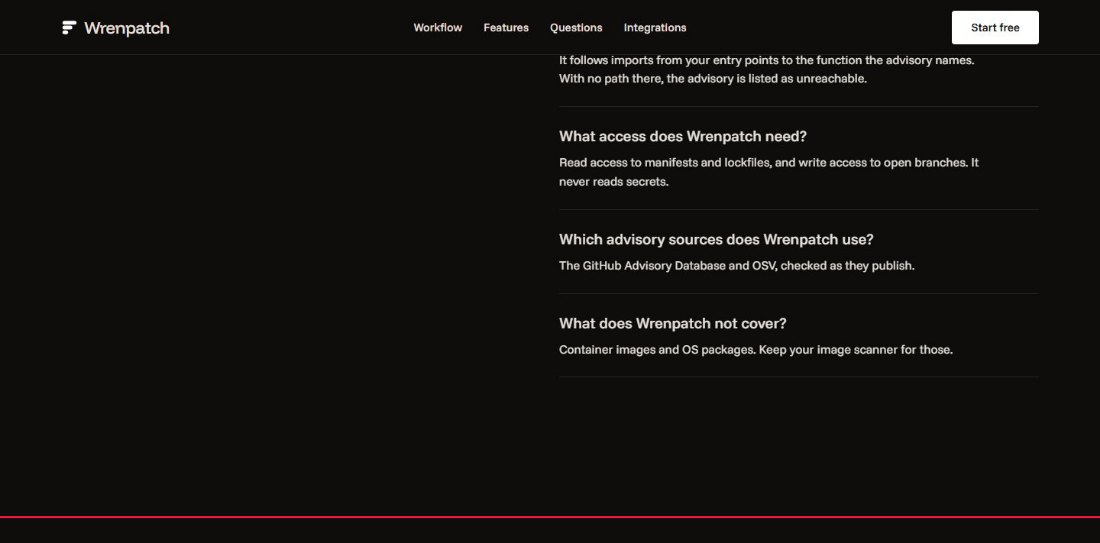 Wrenpatch
Workflow
Features
Questions
Integrations
Start free
It follows imports from your entry points to the function the advisory names.
With no path there, the advisory is listed as unreachable.
What access does Wrenpatch need?
Read access to manifests and lockfiles, and write access to open branches. It
never reads secrets.
Which advisory sources does Wrenpatch use?
The GitHub Advisory Database and OSV, checked as they publish.
What does Wrenpatch not cover?
Container images and OS packages. Keep your image scanner for those.